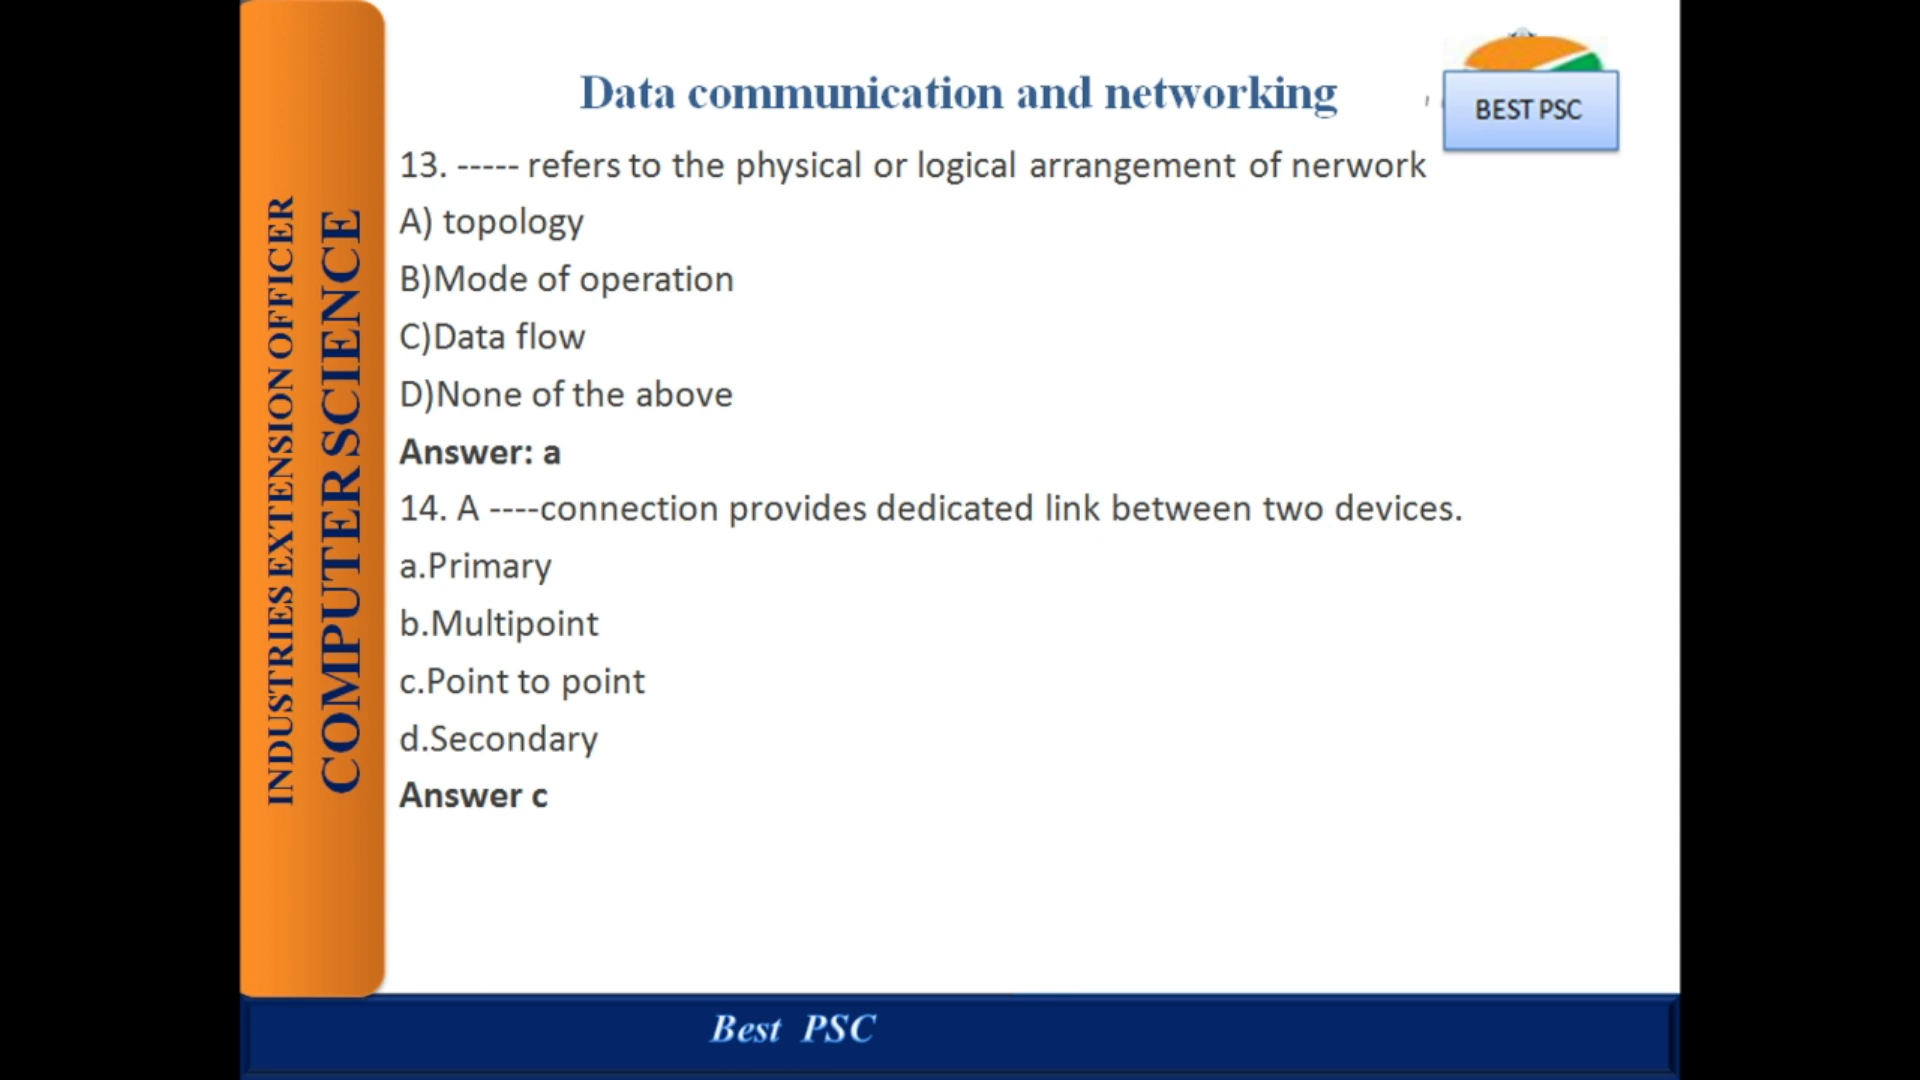 INDUSTRIES EXTENSION OFFICER
COMPUTER SCIENCE
Data communication and networking
BEST PSC
13. ----- refers to the physical or logical arrangement of nerwork
A) topology
B)Mode of operation
C)Data flow
D)None of the above
Answer: a
14. A ----connection provides dedicated link between two devices.
a.Primary
b.Multipoint
c.Point to point
d.Secondary
Answer c
Best PSC